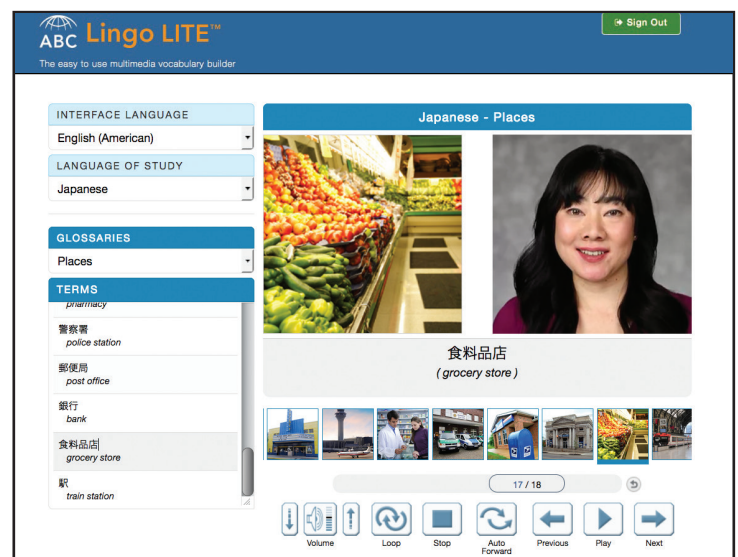 ABC Lingo LITE™
Sign Out
The easy to use multimedia vocabulary builder
INTERFACE LANGUAGE
English (American)
LANGUAGE OF STUDY
Japanese
GLOSSARIES
Places
TERMS
pharmacy
警察署
police station
郵便局
post office
銀行
bank
食料品店
grocery store
駅
train station
Japanese - Places
食料品店
( grocery store )
17 / 18
Volume
Loop
Stop
Auto
Forward
Previous
Play
Next